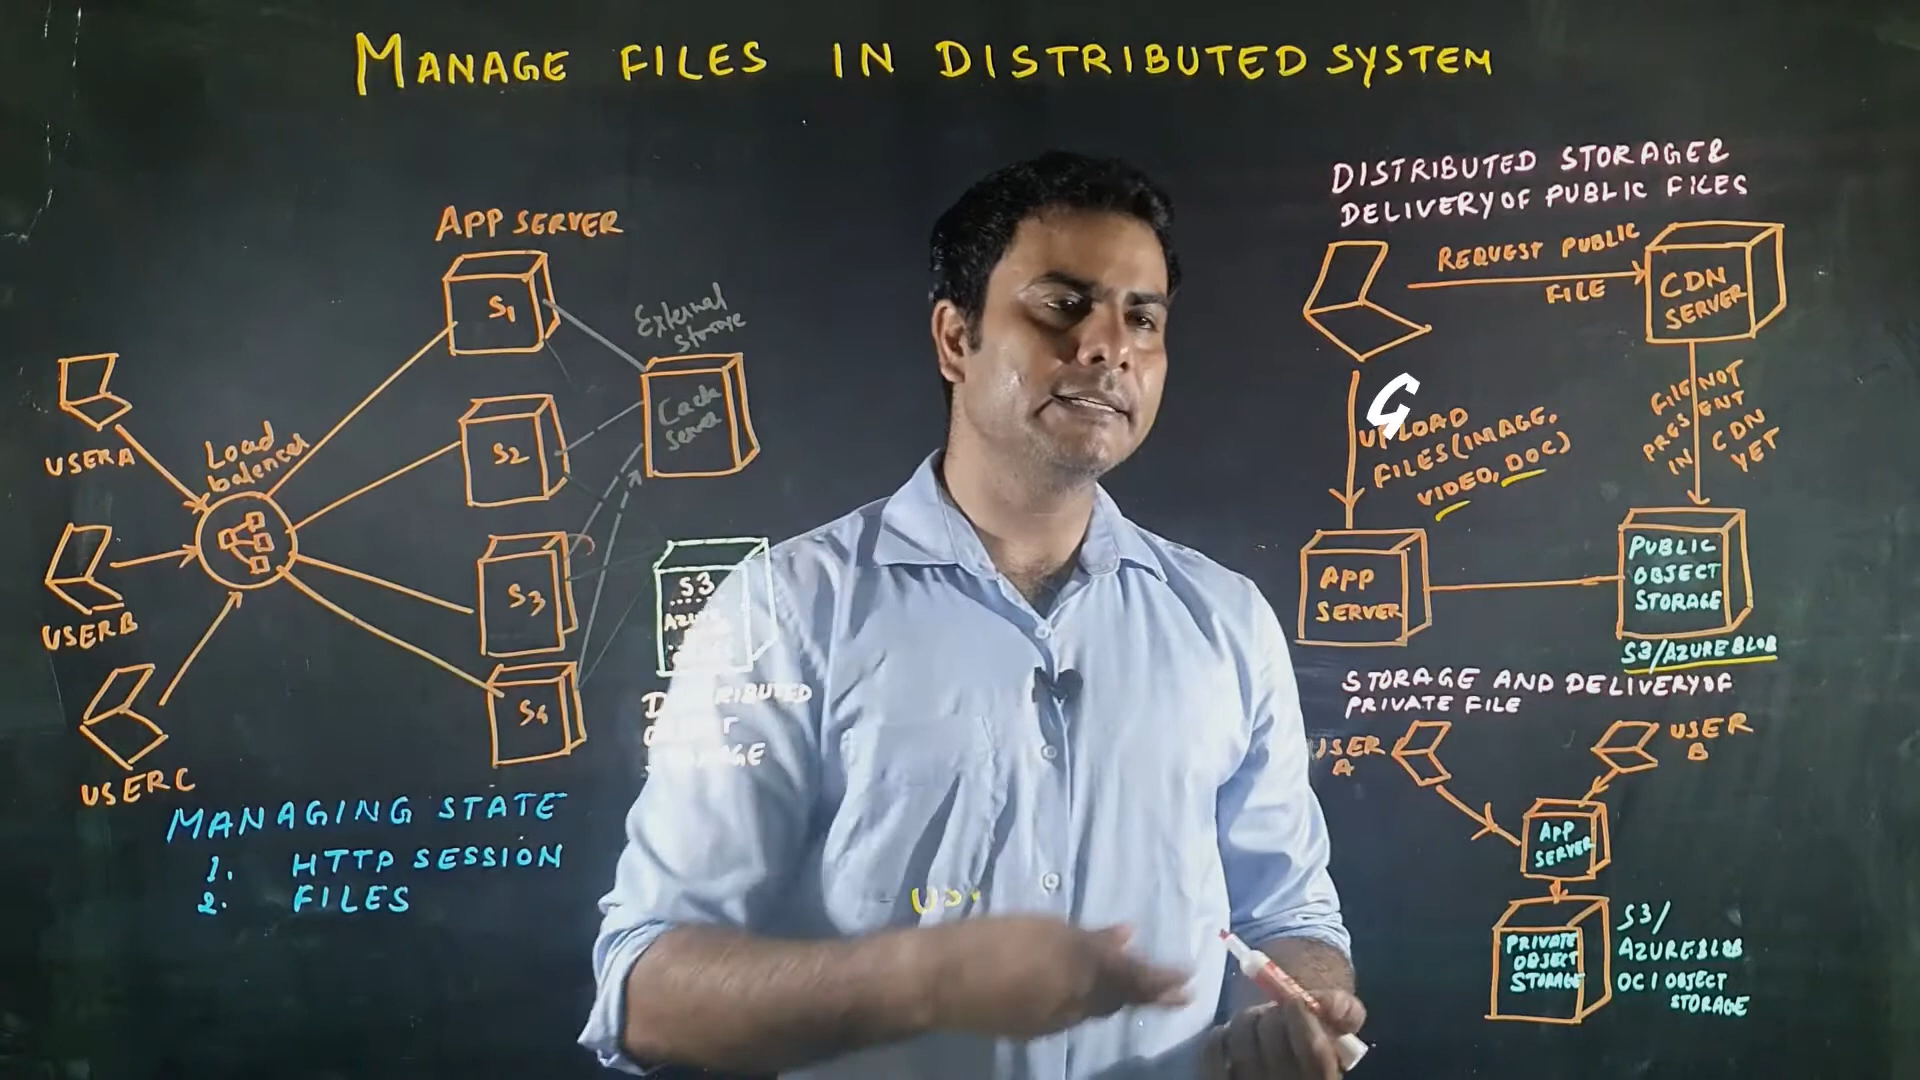 MANAGE FILES IN DISTRIBUTED SYSTEM
APP SERVER
S1
S2
S3
S4
External
storage
Cache
Server
USER A
USER B
USER C
Load
balancer
S3
STORAGE
MANAGING STATE
1. HTTP SESSION
2. FILES
DISTRIBUTED STORAGE &
DELIVERY OF PUBLIC FILES
REQUEST PUBLIC
FILE
CDN
SERVER
G
UPLOAD
FILES (IMAGE,
VIDEO, DOC)
FILE NOT
PRESENT
IN CDN
YET
APP
SERVER
PUBLIC
OBJECT
STORAGE
S3/AZURE BLOB
STORAGE AND DELIVERY OF
PRIVATE FILE
USER
A
USER
B
APP
SERVER
PRIVATE
OBJECT
STORAGE
S3/
AZURE BLOB
OCI OBJECT
STORAGE